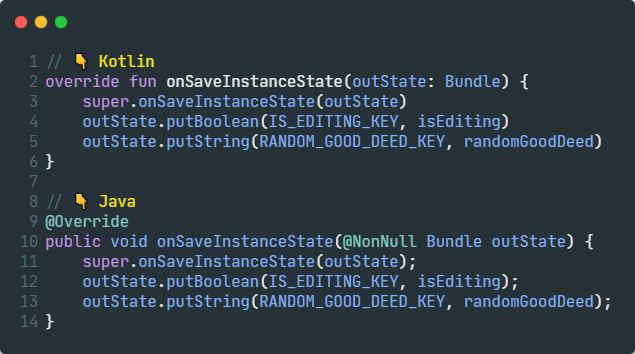 1 // 👇 Kotlin
2 override fun onSaveInstanceState(outState: Bundle) {
3     super.onSaveInstanceState(outState)
4     outState.putBoolean(IS_EDITING_KEY, isEditing)
5     outState.putString(RANDOM_GOOD_DEED_KEY, randomGoodDeed)
6 }
7
8 // 👇 Java
9 @Override
10 public void onSaveInstanceState(@NonNull Bundle outState) {
11     super.onSaveInstanceState(outState);
12     outState.putBoolean(IS_EDITING_KEY, isEditing);
13     outState.putString(RANDOM_GOOD_DEED_KEY, randomGoodDeed);
14 }